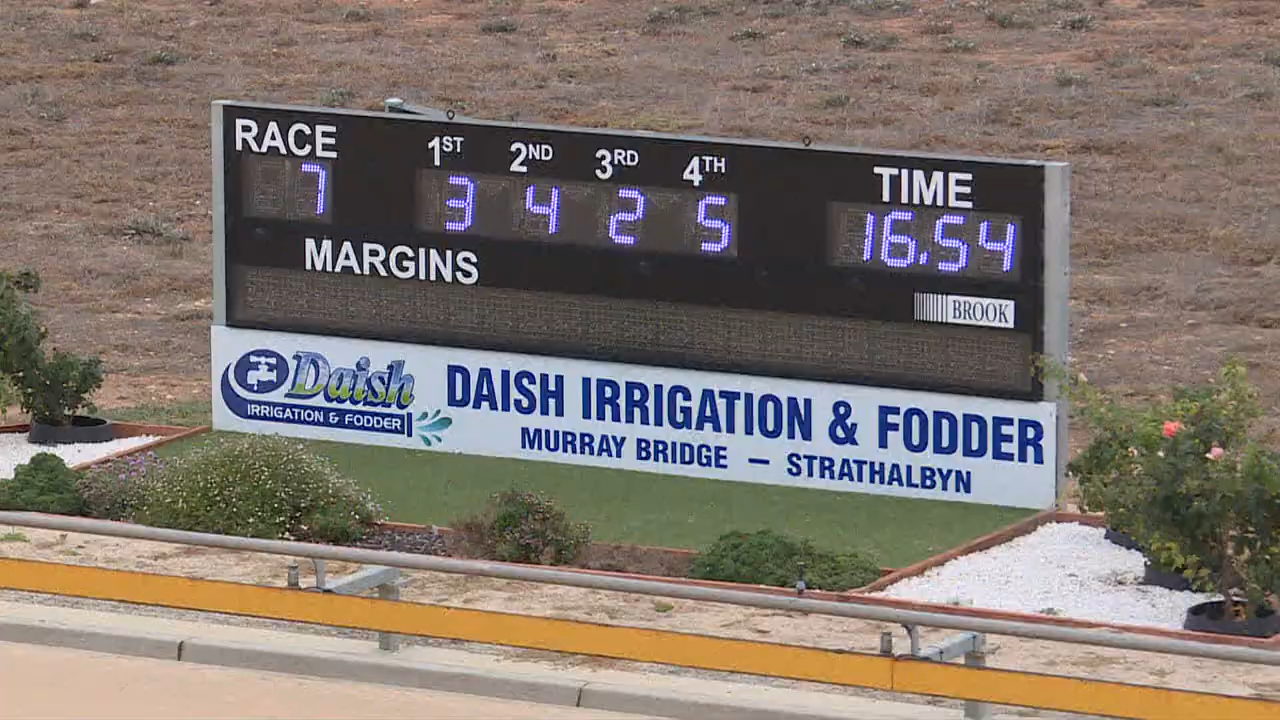 RACE 1ST 2ND 3RD 4TH TIME
7 3 4 2 5 16.54
MARGINS
BROOK
Daish
IRRIGATION & FODDER
DAISH IRRIGATION & FODDER
MURRAY BRIDGE – STRATHALBYN